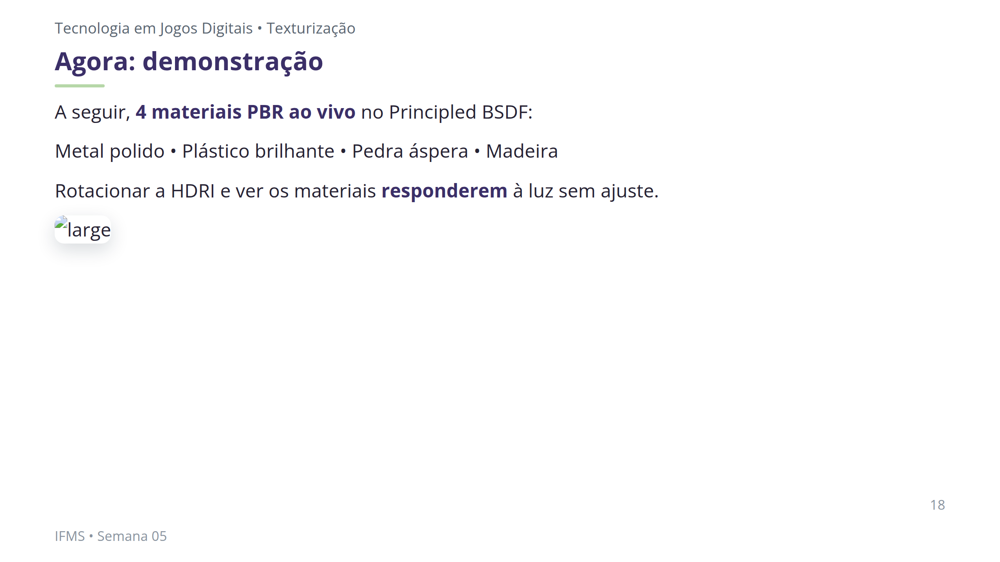 Tecnologia em Jogos Digitais • Texturização
Agora: demonstração
A seguir, 4 materiais PBR ao vivo no Principled BSDF:
Metal polido • Plástico brilhante • Pedra áspera • Madeira
Rotacionar a HDRI e ver os materiais responderem à luz sem ajuste.
large
18
IFMS • Semana 05